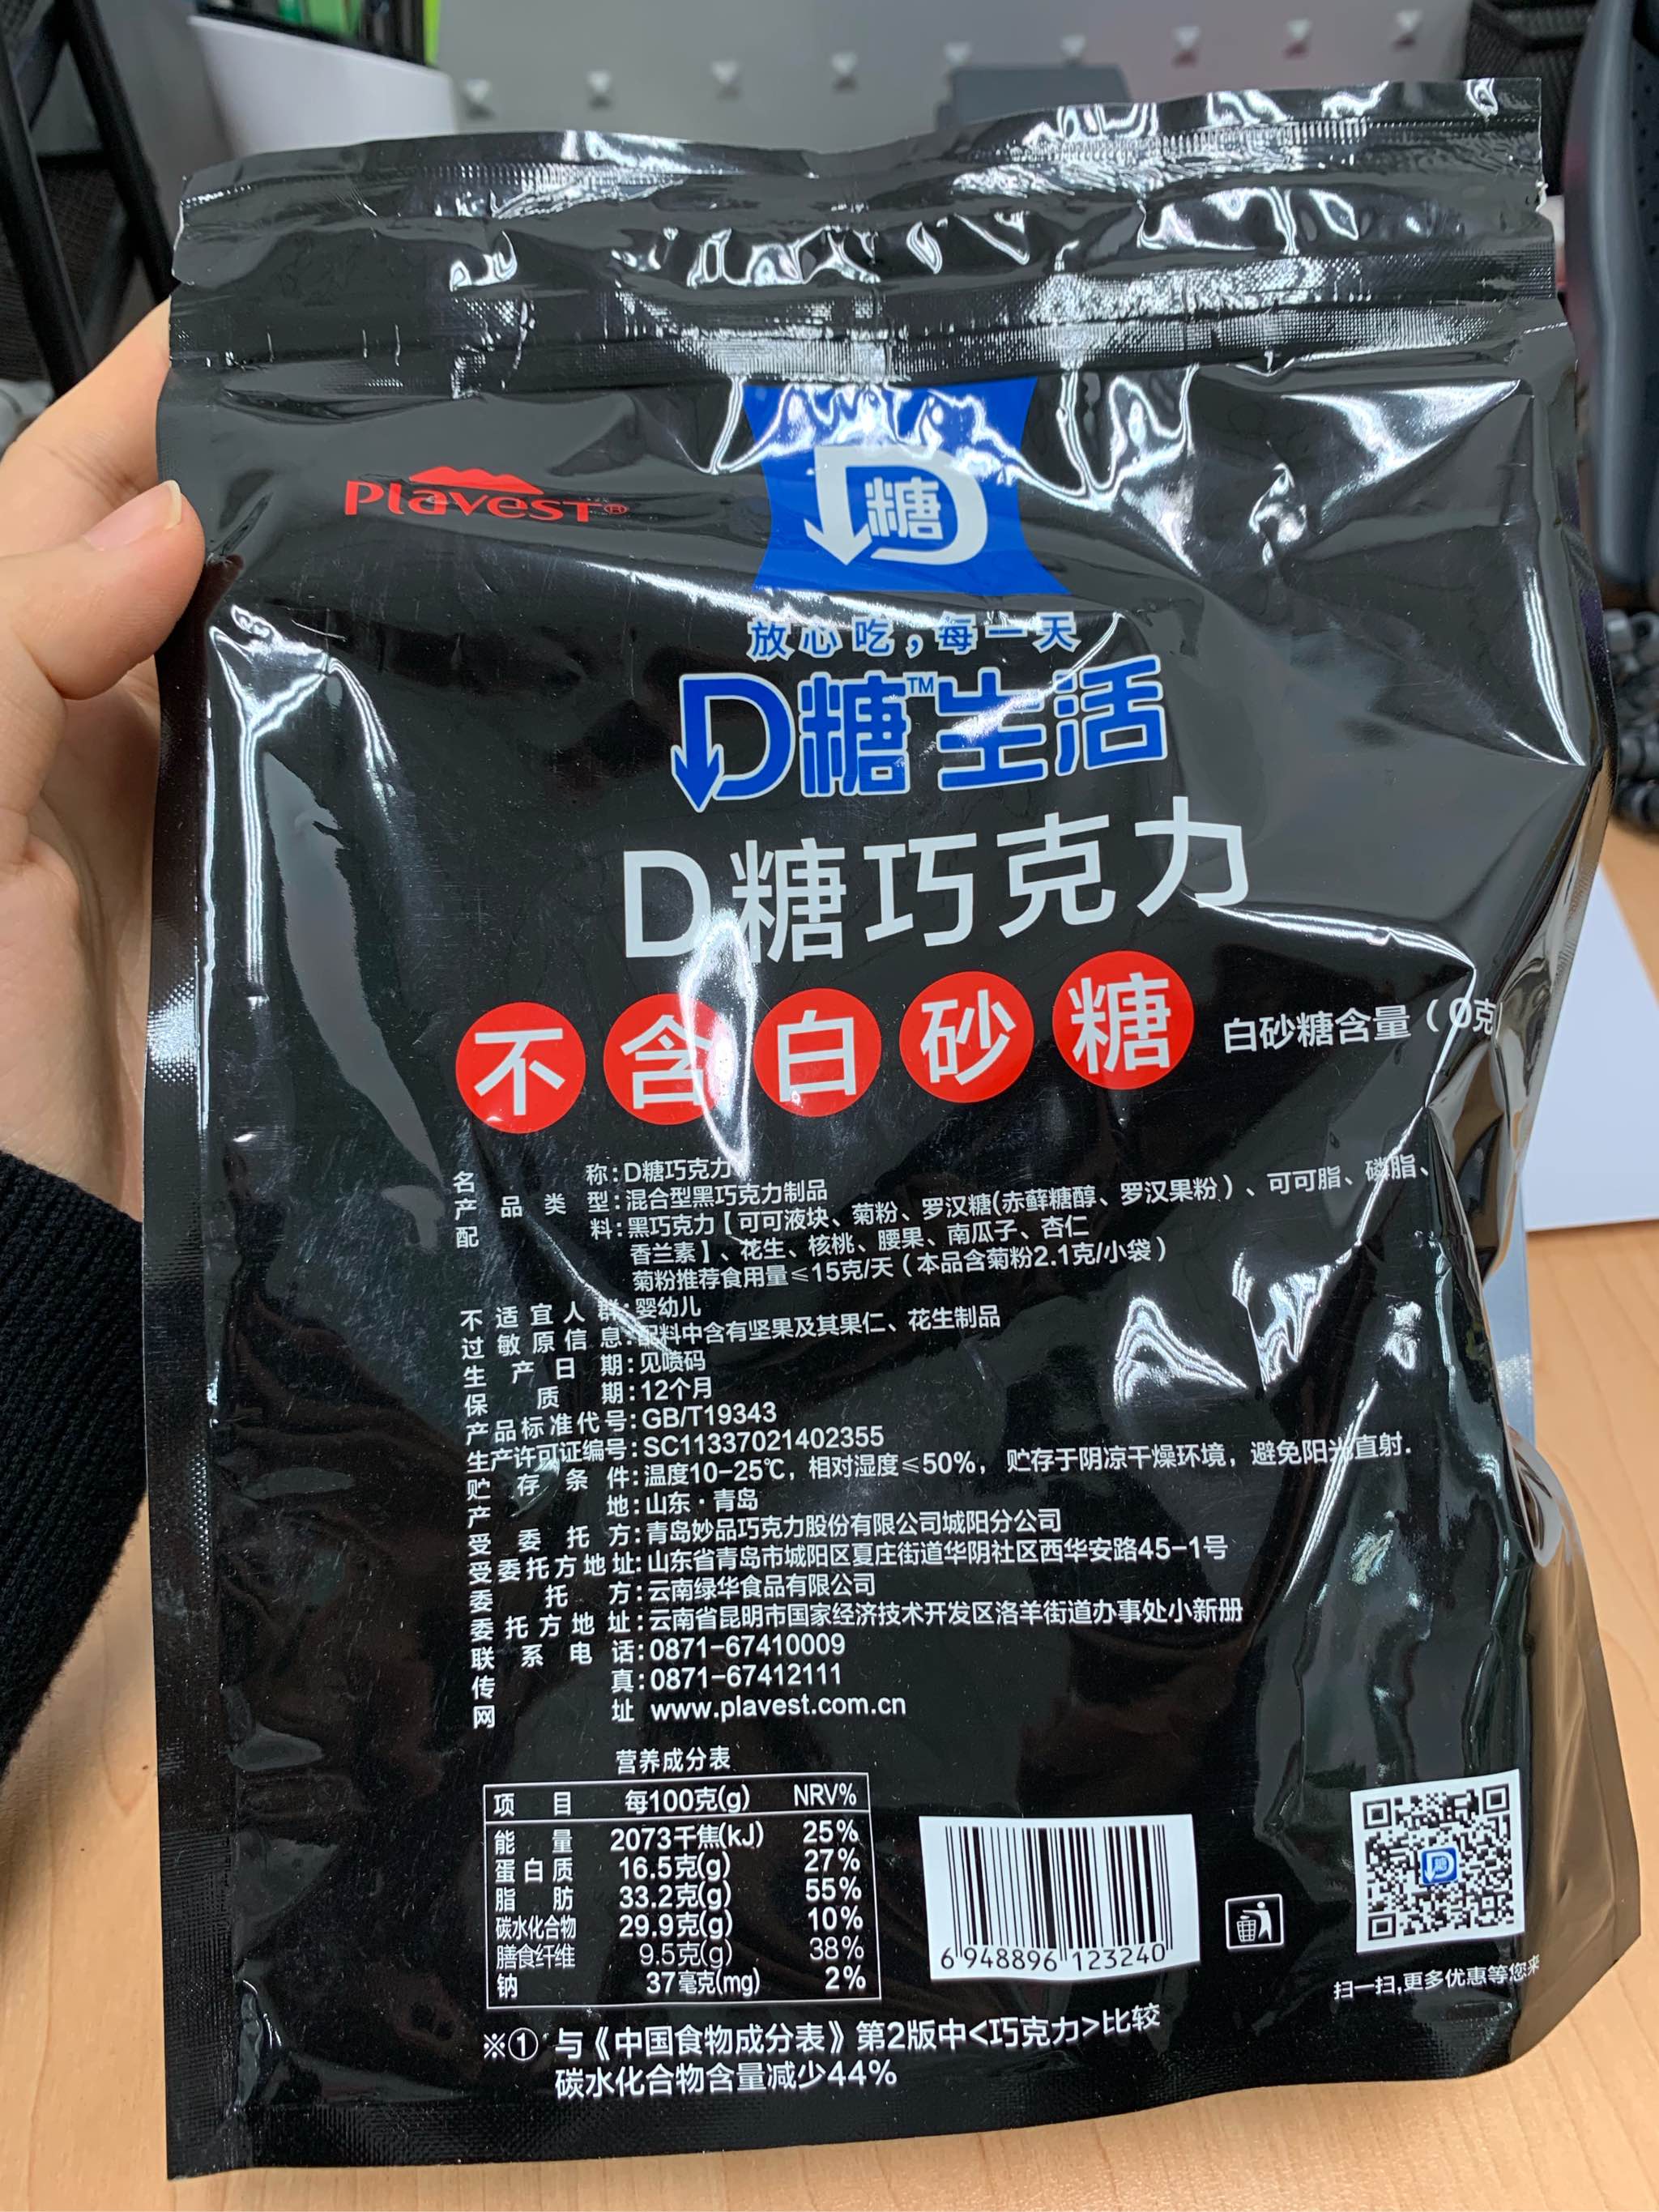 Plavest®
D糖
放心吃，每一天
D糖™生活
D糖巧克力
不含白砂糖 白砂糖含量（0克
名称:D糖巧克力
产品类型:混合型黑巧克力制品
配料:黑巧克力【可可液块、菊粉、罗汉糖(赤藓糖醇、罗汉果粉）、可可脂、磷脂、
香兰素】、花生、核桃、腰果、南瓜子、杏仁
菊粉推荐食用量≤15克/天（本品含菊粉2.1克/小袋）
不适宜人群:婴幼儿
过敏原信息:配料中含有坚果及其果仁、花生制品
生产日期:见喷码
保质期:12个月
产品标准代号:GB/T19343
生产许可证编号:SC11337021402355
贮存条件:温度10-25℃，相对湿度≤50%，贮存于阴凉干燥环境，避免阳光直射.
产地:山东·青岛
受委托方:青岛妙品巧克力股份有限公司城阳分公司
受委托方地址:山东省青岛市城阳区夏庄街道华阴社区西华安路45-1号
委托方:云南绿华食品有限公司
委托方地址:云南省昆明市国家经济技术开发区洛羊街道办事处小新册
联系电话:0871-67410009
传真:0871-67412111
网址 www.plavest.com.cn
营养成分表
项目 每100克(g) NRV%
能量 2073千焦(kJ) 25%
蛋白质 16.5克(g) 27%
脂肪 33.2克(g) 55%
碳水化合物 29.9克(g) 10%
膳食纤维 9.5克(g) 38%
钠 37毫克(mg) 2%
6 948896 123240
扫一扫,更多优惠等您来
※① 与《中国食物成分表》第2版中<巧克力>比较
碳水化合物含量减少44%